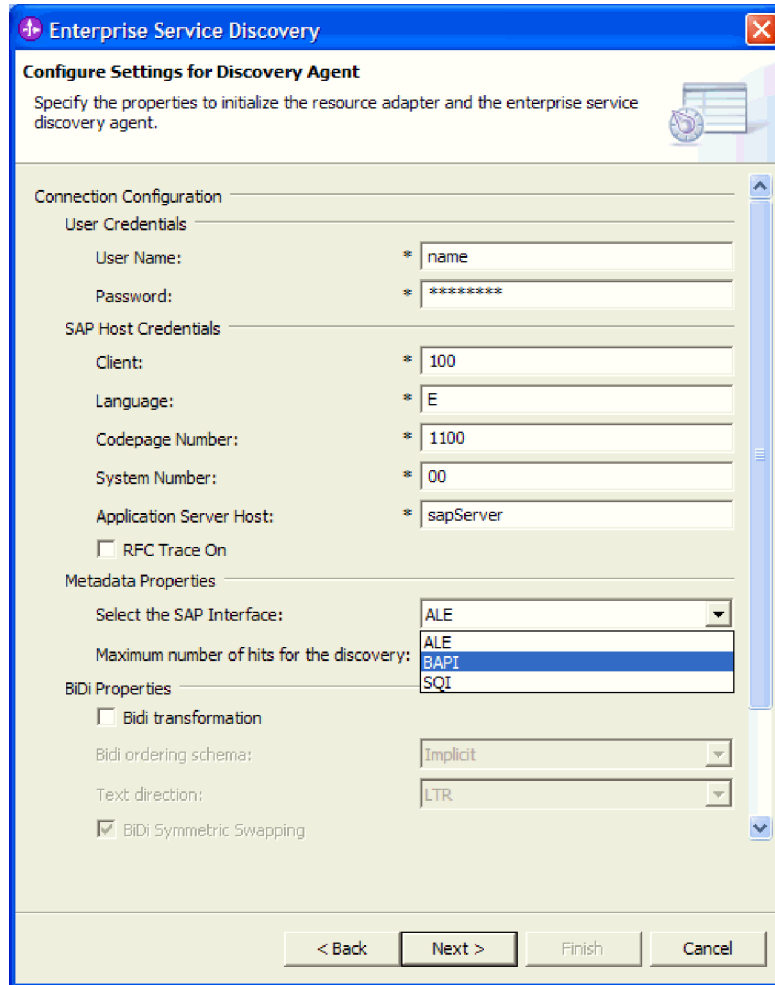 Enterprise Service Discovery
Configure Settings for Discovery Agent
Specify the properties to initialize the resource adapter and the enterprise service
discovery agent.
Connection Configuration
User Credentials
User Name: * name
Password: * ********
SAP Host Credentials
Client: * 100
Language: * E
Codepage Number: * 1100
System Number: * 00
Application Server Host: * sapServer
RFC Trace On
Metadata Properties
Select the SAP Interface: ALE
ALE
Maximum number of hits for the discovery: BAPI
SQI
BiDi Properties
Bidi transformation
Bidi ordering schema: Implicit
Text direction: LTR
BiDi Symmetric Swapping
< Back Next > Finish Cancel